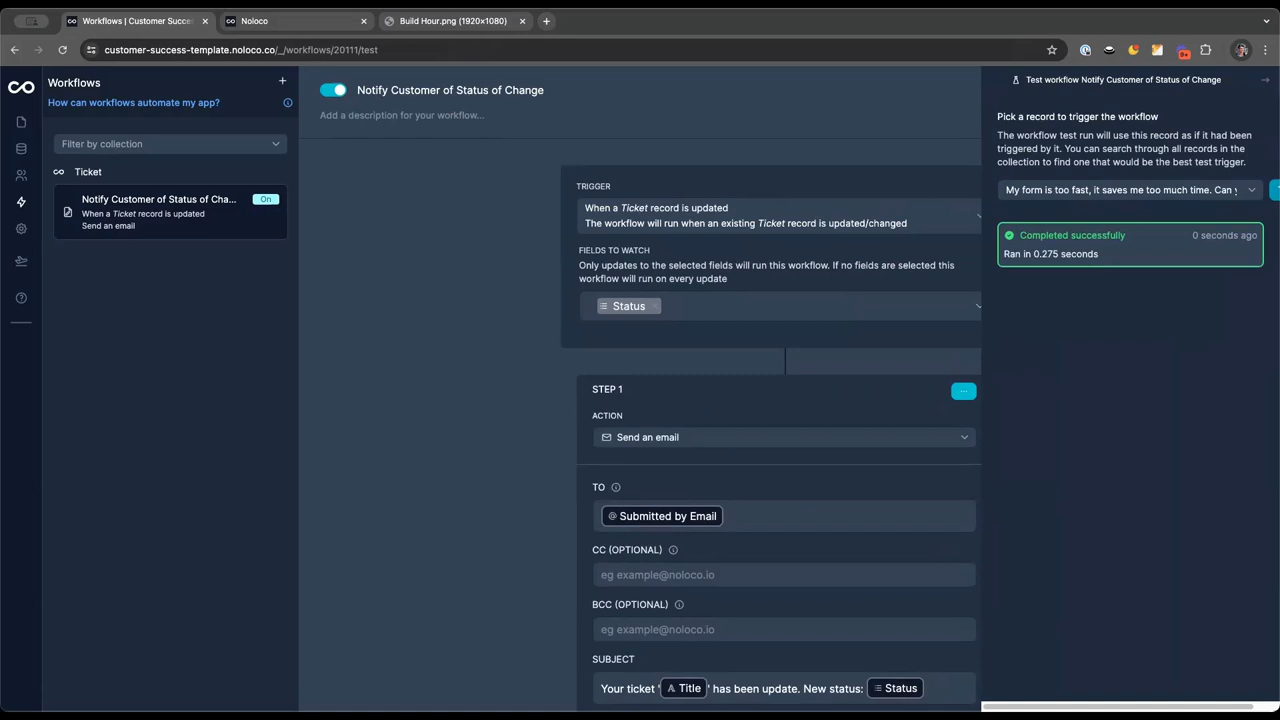 Workflows | Customer Succe
Noloco
Build Hour.png (1920×1080)
customer-success-template.noloco.co/_/workflows/20111/test
9+
Workflows
How can workflows automate my app?
Filter by collection
Ticket
Notify Customer of Status of Cha...
On
When a Ticket record is updated
Send an email
Notify Customer of Status of Change
Add a description for your workflow...
TRIGGER
When a Ticket record is updated
The workflow will run when an existing Ticket record is updated/changed
FIELDS TO WATCH
Only updates to the selected fields will run this workflow. If no fields are selected this
workflow will run on every update
Status
STEP 1
ACTION
Send an email
TO
Submitted by Email
CC (OPTIONAL)
eg example@noloco.io
BCC (OPTIONAL)
eg example@noloco.io
SUBJECT
Your ticket ' Title ' has been update. New status: Status
Test workflow Notify Customer of Status of Change
Pick a record to trigger the workflow
The workflow test run will use this record as if it had been
triggered by it. You can search through all records in the
collection to find one that would be the best test trigger.
My form is too fast, it saves me too much time. Can
Completed successfully
0 seconds ago
Ran in 0.275 seconds